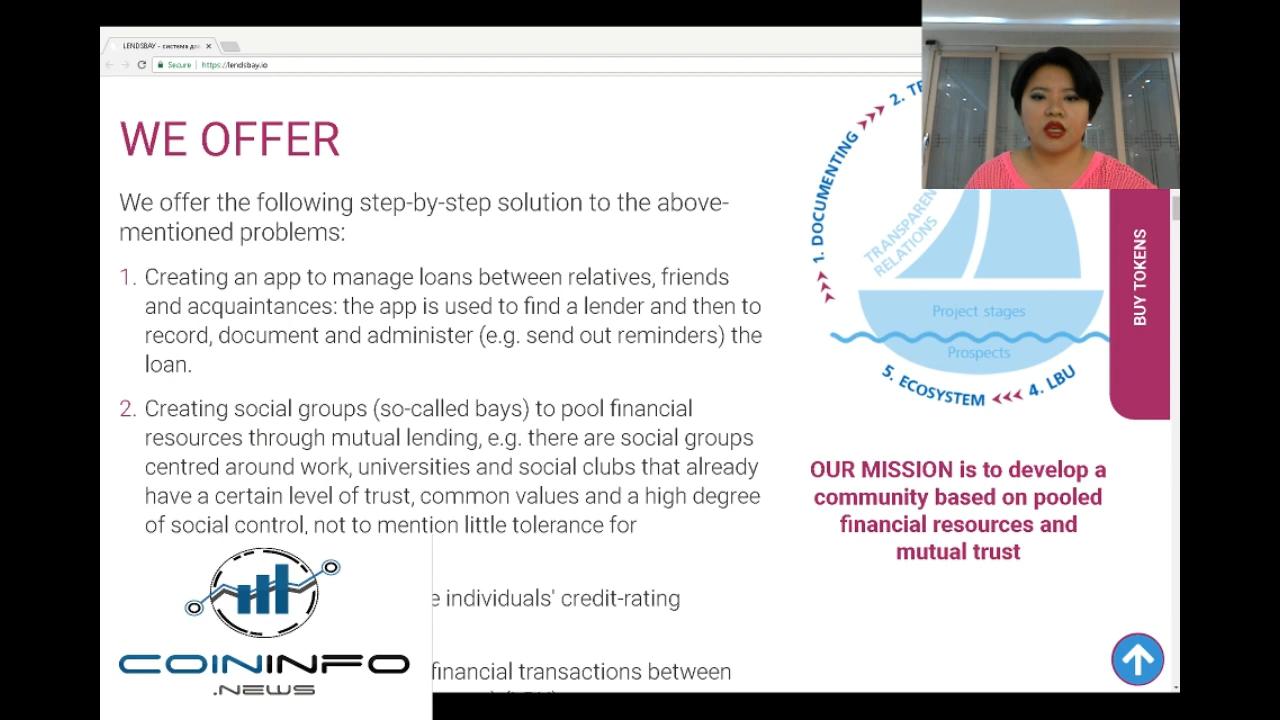 LENDSBAY - система до
Secure
https://lendsbay.io
WE OFFER
We offer the following step-by-step solution to the above-
mentioned problems:
1. Creating an app to manage loans between relatives, friends
and acquaintances: the app is used to find a lender and then to
record, document and administer (e.g. send out reminders) the
loan.
2. Creating social groups (so-called bays) to pool financial
resources through mutual lending, e.g. there are social groups
centred around work, universities and social clubs that already
have a certain level of trust, common values and a high degree
of social control, not to mention little tolerance for
individuals' credit-rating
financial transactions between
1. DOCUMENTING
2.
RELATIONS
Project stages
Prospects
5. ECOSYSTEM
4. LBU
BUY TOKENS
OUR MISSION is to develop a
community based on pooled
financial resources and
mutual trust
COININFO
.NEWS